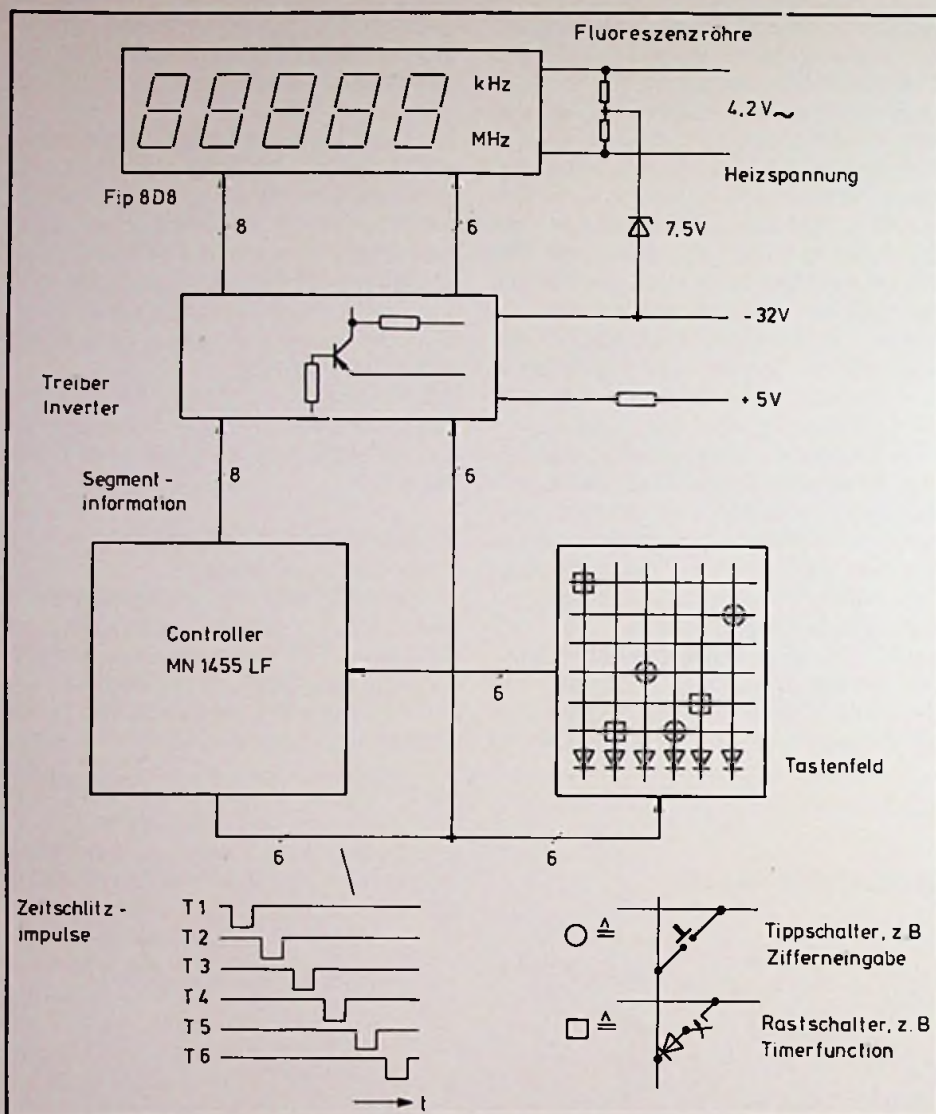 Fluoreszenzröhre
kHz
MHz
4,2V~
Heizspannung
Fip 8D8
8
6
7,5V
-32V
Treiber
Inverter
+5V
Segment-
information
8
6
Controller
MN 1455 LF
6
Tastenfeld
6
6
Zeitschlitz-
impulse
T1
T2
T3
T4
T5
T6
t
≙
Tippschalter, z.B
Zifferneingabe
≙
Rastschalter, z.B
Timerfunction